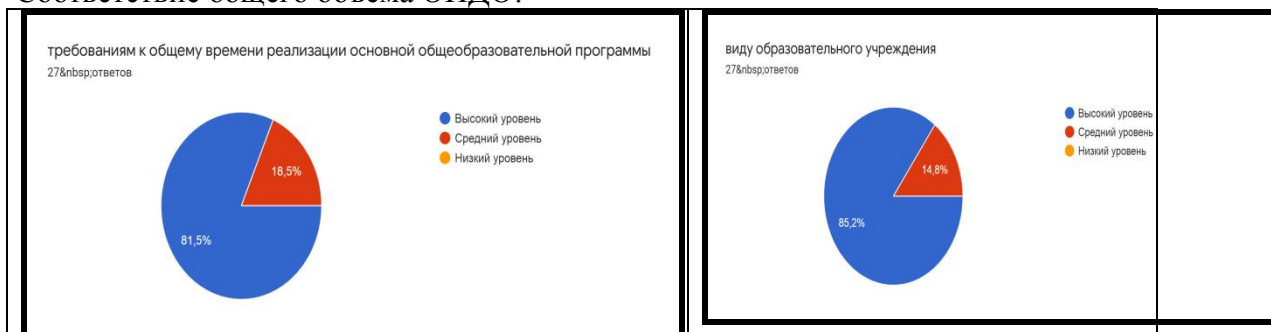 требованиям к общему времени реализации основной общеобразовательной программы
27&nbsp;ответов
Высокий уровень
Средний уровень
Низкий уровень
18,5%
81,5%
виду образовательного учреждения
27&nbsp;ответов
Высокий уровень
Средний уровень
Низкий уровень
14,8%
85,2%